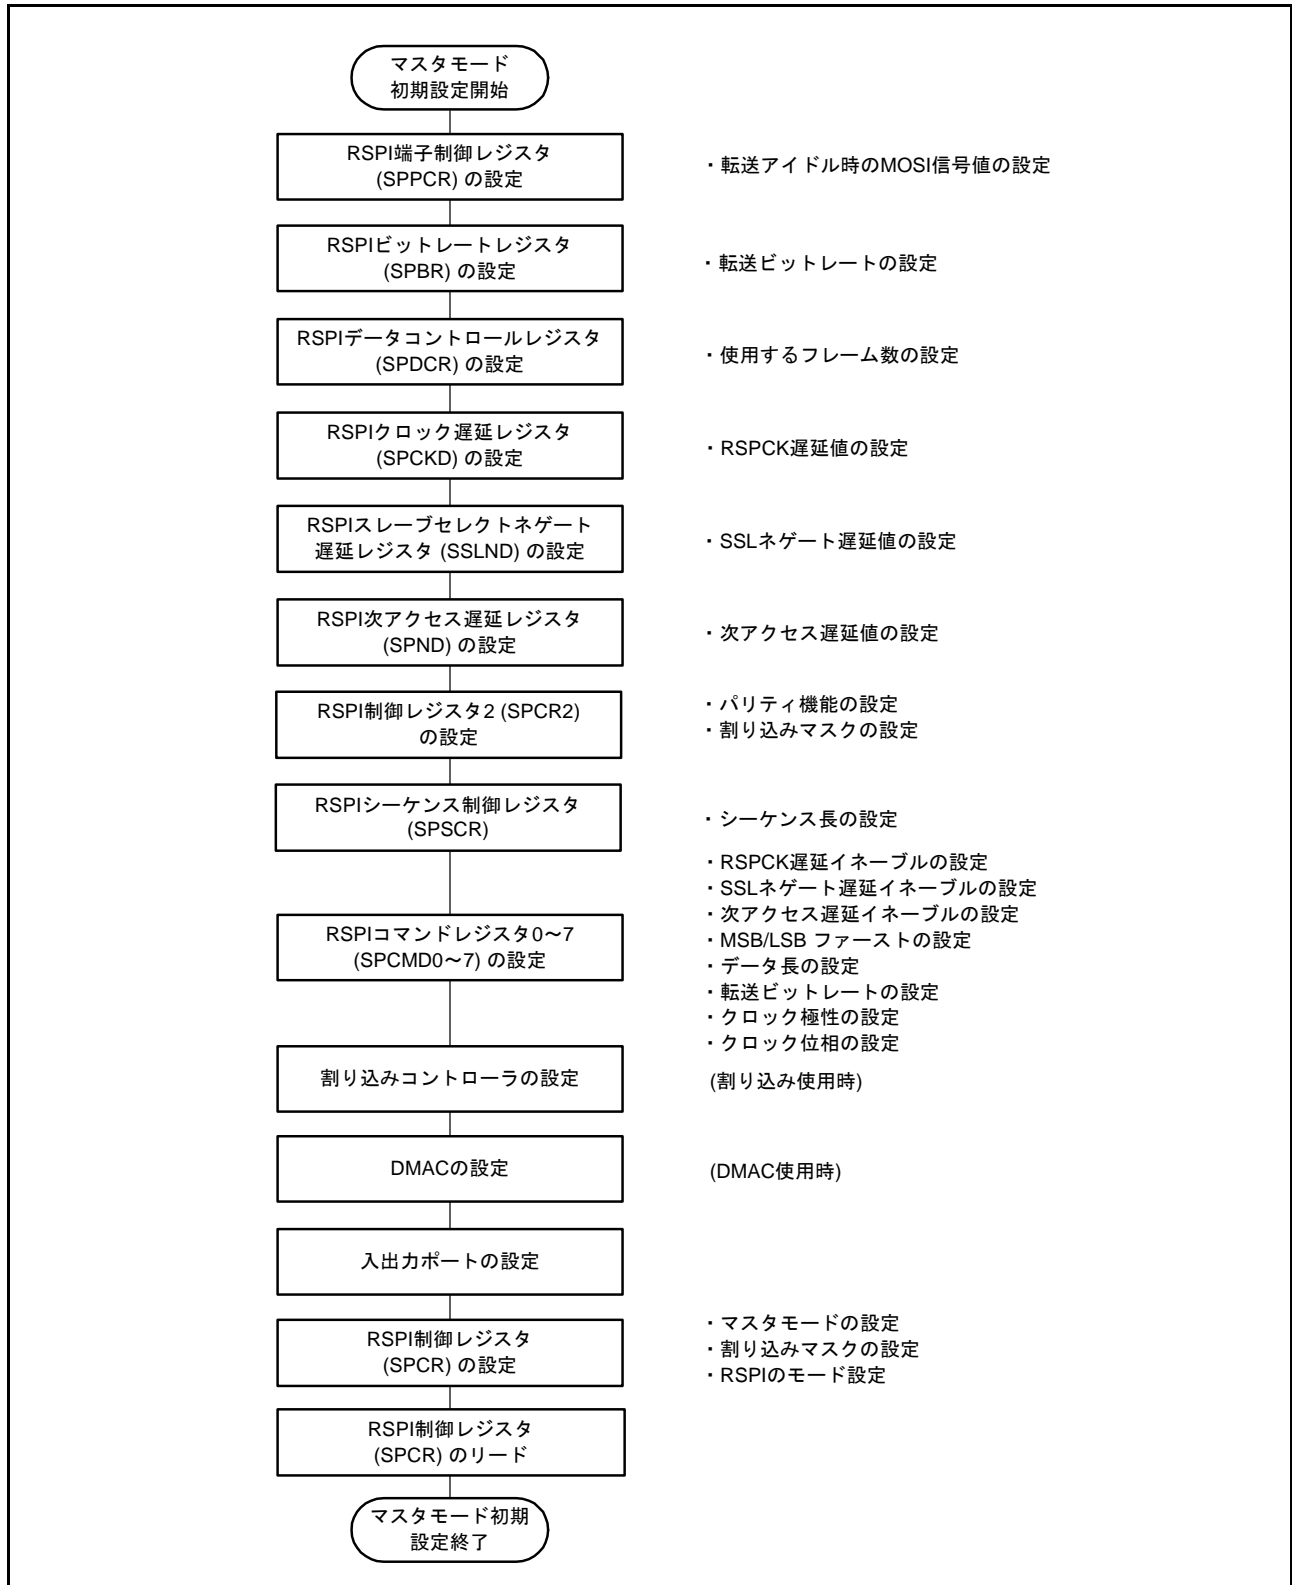 マスタモード
初期設定開始
RSPI端子制御レジスタ
(SPPCR) の設定
・転送アイドル時のMOSI信号値の設定
RSPIビットレートレジスタ
(SPBR) の設定
・転送ビットレートの設定
RSPIデータコントロールレジスタ
(SPDCR) の設定
・使用するフレーム数の設定
RSPIクロック遅延レジスタ
(SPCKD) の設定
・RSPCK遅延値の設定
RSPIスレーブセレクトネゲート
遅延レジスタ (SSLND) の設定
・SSLネゲート遅延値の設定
RSPI次アクセス遅延レジスタ
(SPND) の設定
・次アクセス遅延値の設定
RSPI制御レジスタ2 (SPCR2)
の設定
・パリティ機能の設定
・割り込みマスクの設定
RSPIシーケンス制御レジスタ
(SPSCR)
・シーケンス長の設定
RSPIコマンドレジスタ0～7
(SPCMD0～7) の設定
・RSPCK遅延イネーブルの設定
・SSLネゲート遅延イネーブルの設定
・次アクセス遅延イネーブルの設定
・MSB/LSB ファーストの設定
・データ長の設定
・転送ビットレートの設定
・クロック極性の設定
・クロック位相の設定
割り込みコントローラの設定
(割り込み使用時)
DMACの設定
(DMAC使用時)
入出力ポートの設定
RSPI制御レジスタ
(SPCR) の設定
・マスタモードの設定
・割り込みマスクの設定
・RSPIのモード設定
RSPI制御レジスタ
(SPCR) のリード
マスタモード初期
設定終了